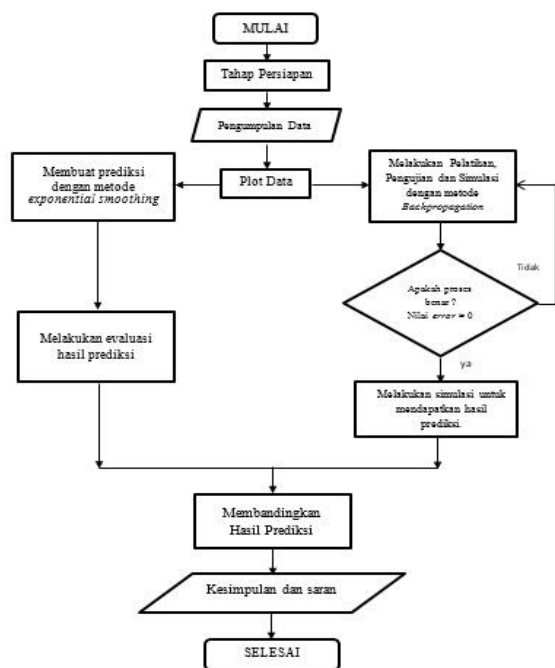 MULAI
Tahap Persiapan
Pengumpulan Data
Plot Data
Membuat prediksi
dengan metode
exponential smoothing
Melakukan evaluasi
hasil prediksi
Melakukan Pelatihan,
Pengujian dan Simulasi
dengan metode
Backpropagation
Apakah proses
benar ?
Nilai error ≈ 0
Tidak
ya
Melakukan simulasi untuk
mendapatkan hasil
prediksi.
Membandingkan
Hasil Prediksi
Kesimpulan dan saran
SELESAI